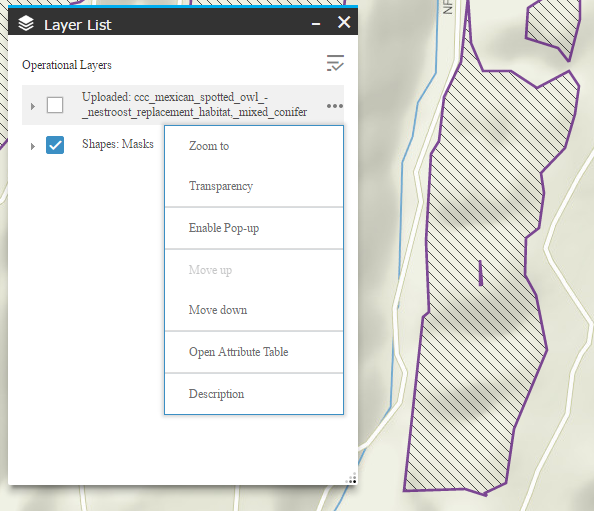 Layer List
Operational Layers
Uploaded: ccc_mexican_spotted_owl_-
_nestroost_replacement_habitat,_mixed_conifer
Shapes: Masks
Zoom to
Transparency
Enable Pop-up
Move up
Move down
Open Attribute Table
Description